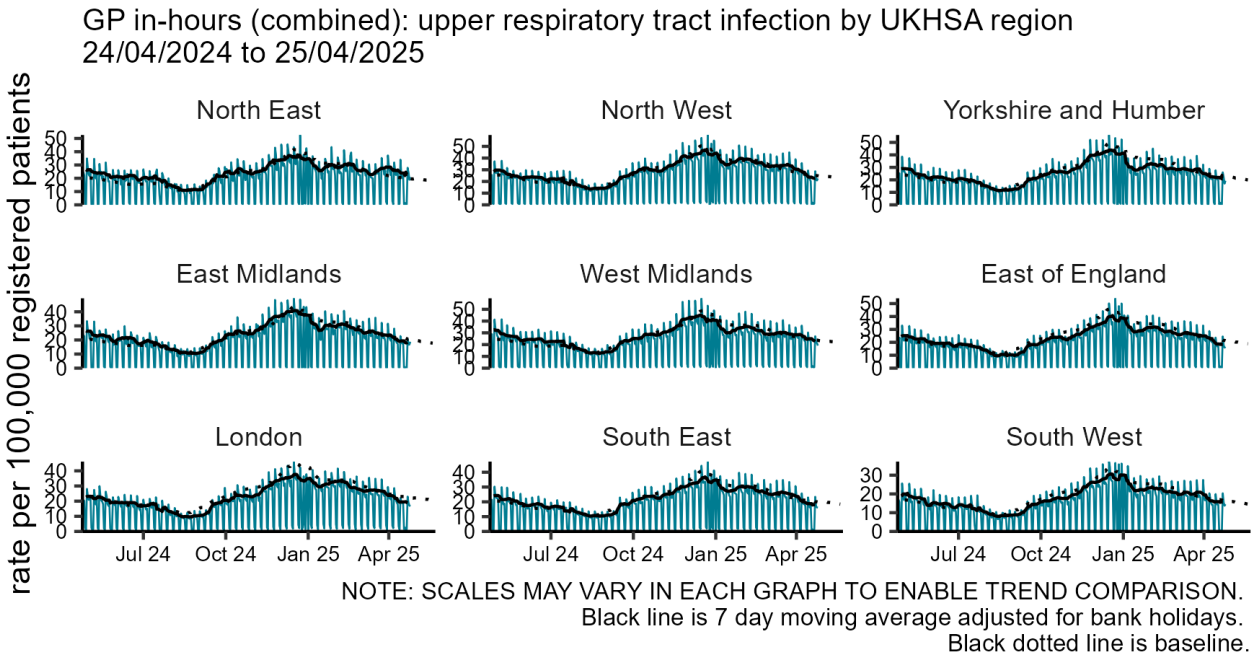 GP in-hours (combined): upper respiratory tract infection by UKHSA region
24/04/2024 to 25/04/2025
rate per 100,000 registered patients
North East
North West
Yorkshire and Humber
50
40
30
20
10
0
50
40
30
20
10
0
50
40
30
20
10
0
East Midlands
West Midlands
East of England
40
30
20
10
0
50
40
30
20
10
0
50
40
30
20
10
0
London
South East
South West
40
30
20
10
0
40
30
20
10
0
30
20
10
0
Jul 24 Oct 24 Jan 25 Apr 25
Jul 24 Oct 24 Jan 25 Apr 25
Jul 24 Oct 24 Jan 25 Apr 25
NOTE: SCALES MAY VARY IN EACH GRAPH TO ENABLE TREND COMPARISON.
Black line is 7 day moving average adjusted for bank holidays.
Black dotted line is baseline.